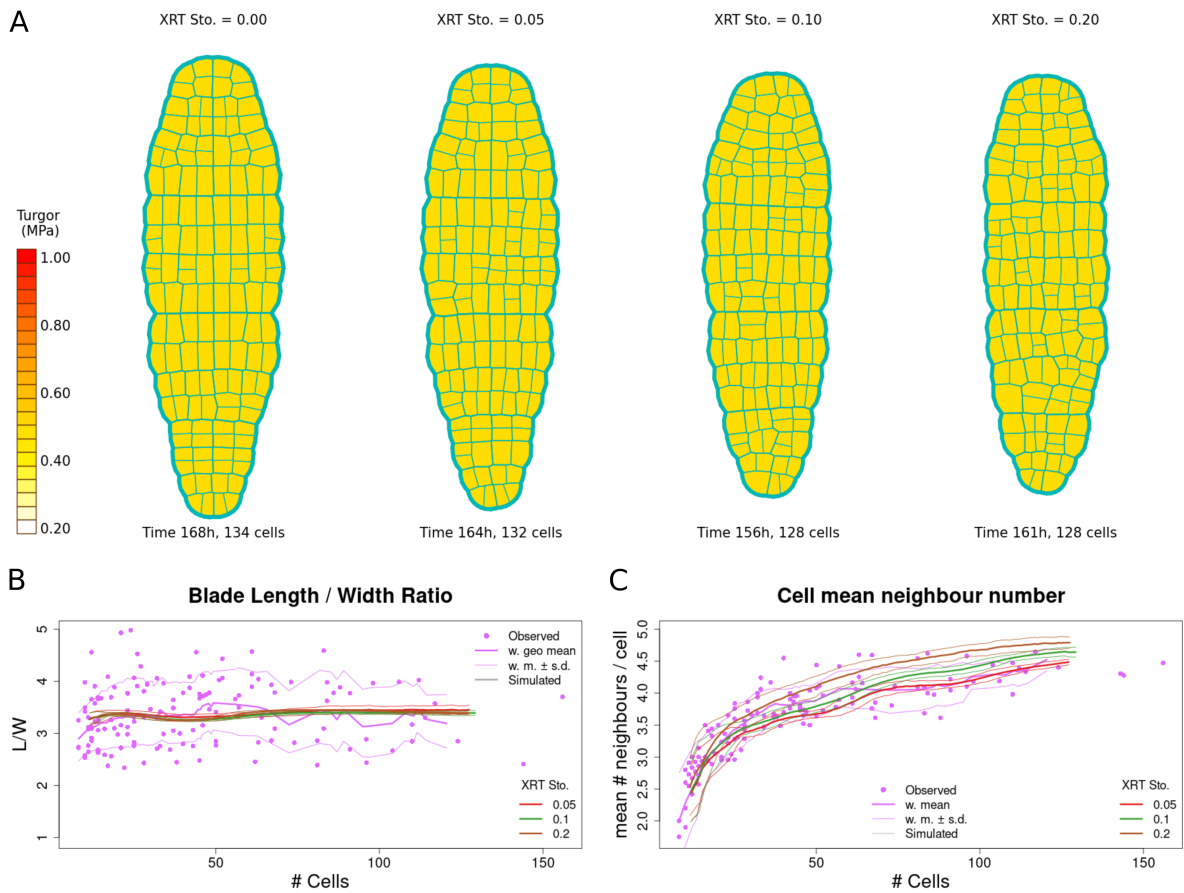 A
XRT Sto. = 0.00
XRT Sto. = 0.05
XRT Sto. = 0.10
XRT Sto. = 0.20
Turgor
(MPa)
1.00
0.80
0.60
0.40
0.20
Time 168h, 134 cells
Time 164h, 132 cells
Time 156h, 128 cells
Time 161h, 128 cells
B
Blade Length / Width Ratio
L/W
5
4
3
2
1
Observed
w. geo mean
w. m. ± s.d.
Simulated
XRT Sto.
0.05
0.1
0.2
50
100
150
# Cells
C
Cell mean neighbour number
mean # neighbours / cell
5.0
4.5
4.0
3.5
3.0
2.5
2.0
Observed
w. mean
w. m. ± s.d.
Simulated
XRT Sto.
0.05
0.1
0.2
50
100
150
# Cells